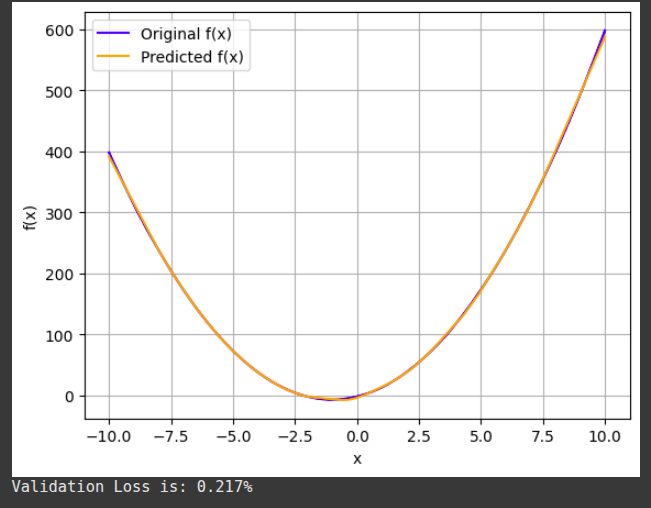 Original f(x)
Predicted f(x)
600
500
400
300
200
100
0
f(x)
−10.0 −7.5 −5.0 −2.5 0.0 2.5 5.0 7.5 10.0
x
Validation Loss is: 0.217%